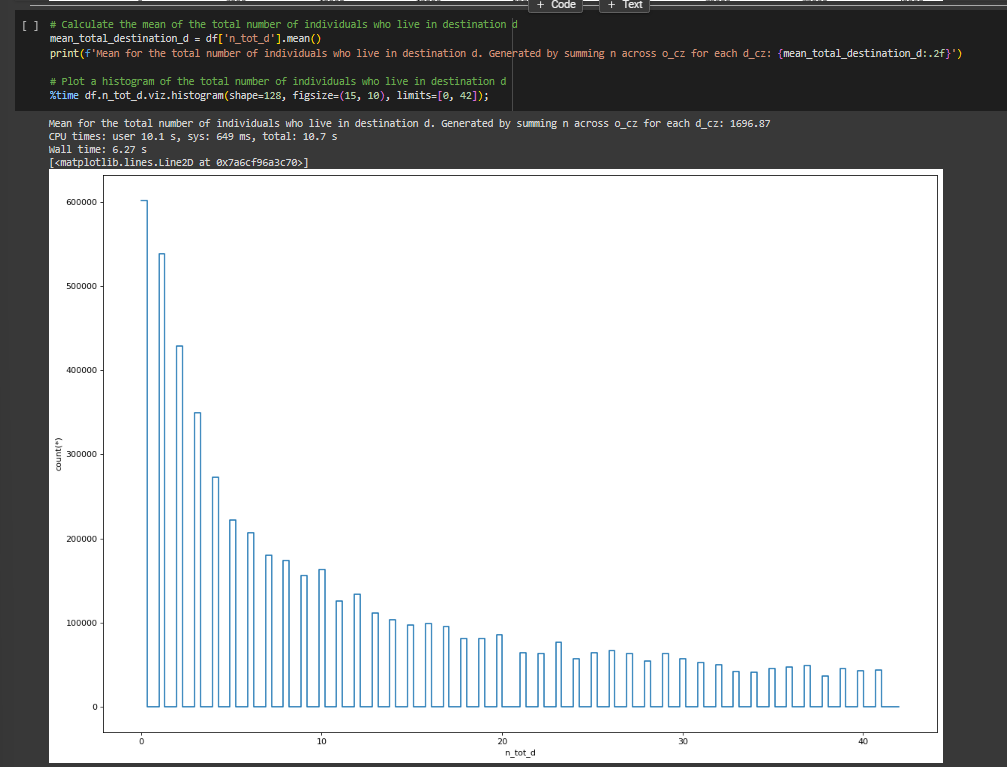 + Code + Text
[ ] # Calculate the mean of the total number of individuals who live in destination d
mean_total_destination_d = df['n_tot_d'].mean()
print(f'Mean for the total number of individuals who live in destination d. Generated by summing n across o_cz for each d_cz: {mean_total_destination_d:.2f}')
# Plot a histogram of the total number of individuals who live in destination d
%time df.n_tot_d.viz.histogram(shape=128, figsize=(15, 10), limits=[0, 42]);
Mean for the total number of individuals who live in destination d. Generated by summing n across o_cz for each d_cz: 1696.87
CPU times: user 10.1 s, sys: 649 ms, total: 10.7 s
Wall time: 6.27 s
[<matplotlib.lines.Line2D at 0x7a6cf96a3c70>]
600000
500000
400000
300000
200000
100000
0
count(*)
0 10 20 30 40
n_tot_d